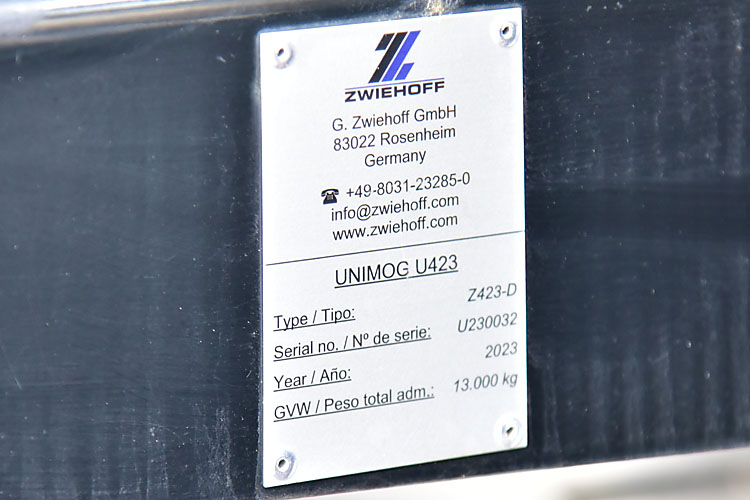 ZWIEHOFF
G. Zwiehoff GmbH
83022 Rosenheim
Germany
☎ +49-8031-23285-0
info@zwiehoff.com
www.zwiehoff.com
UNIMOG U423
Type / Tipo: Z423-D
Serial no. / Nº de serie: U230032
Year / Año: 2023
GVW / Peso total adm.: 13.000 kg